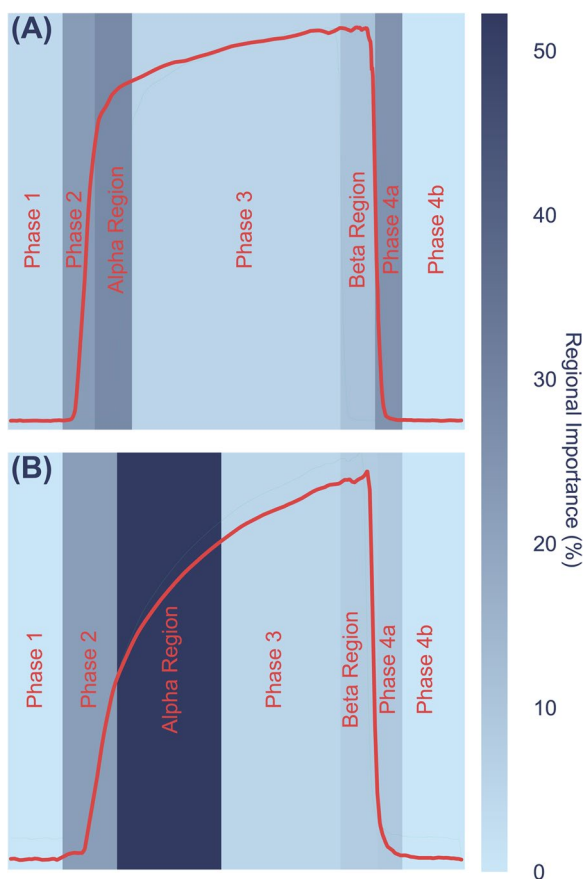 (A)
Phase 1
Phase 2
Alpha Region
Phase 3
Beta Region
Phase 4a
Phase 4b
(B)
Phase 1
Phase 2
Alpha Region
Phase 3
Beta Region
Phase 4a
Phase 4b
50
40
30
20
10
0
Regional Importance (%)